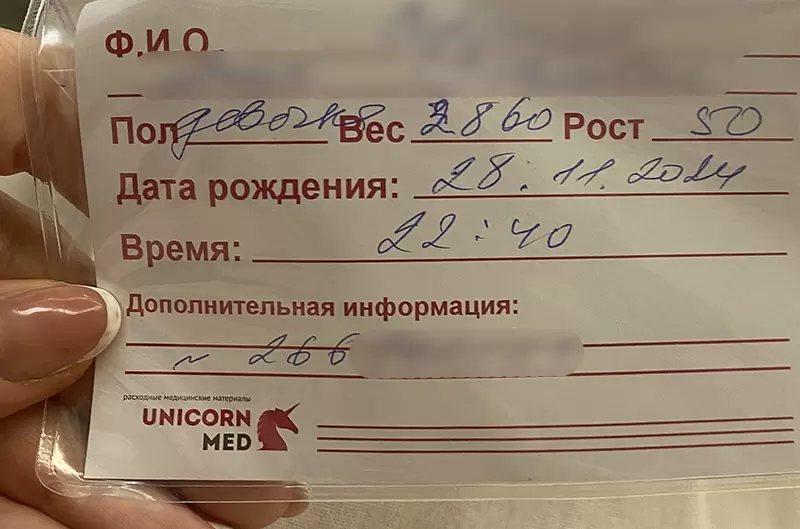 Ф.И.О.
Пол девочка Вес 2860 Рост 50
Дата рождения: 28.11.2024
Время: 22:40
Дополнительная информация:
~ 266
расходные медицинские материалы
UNICORN
MED